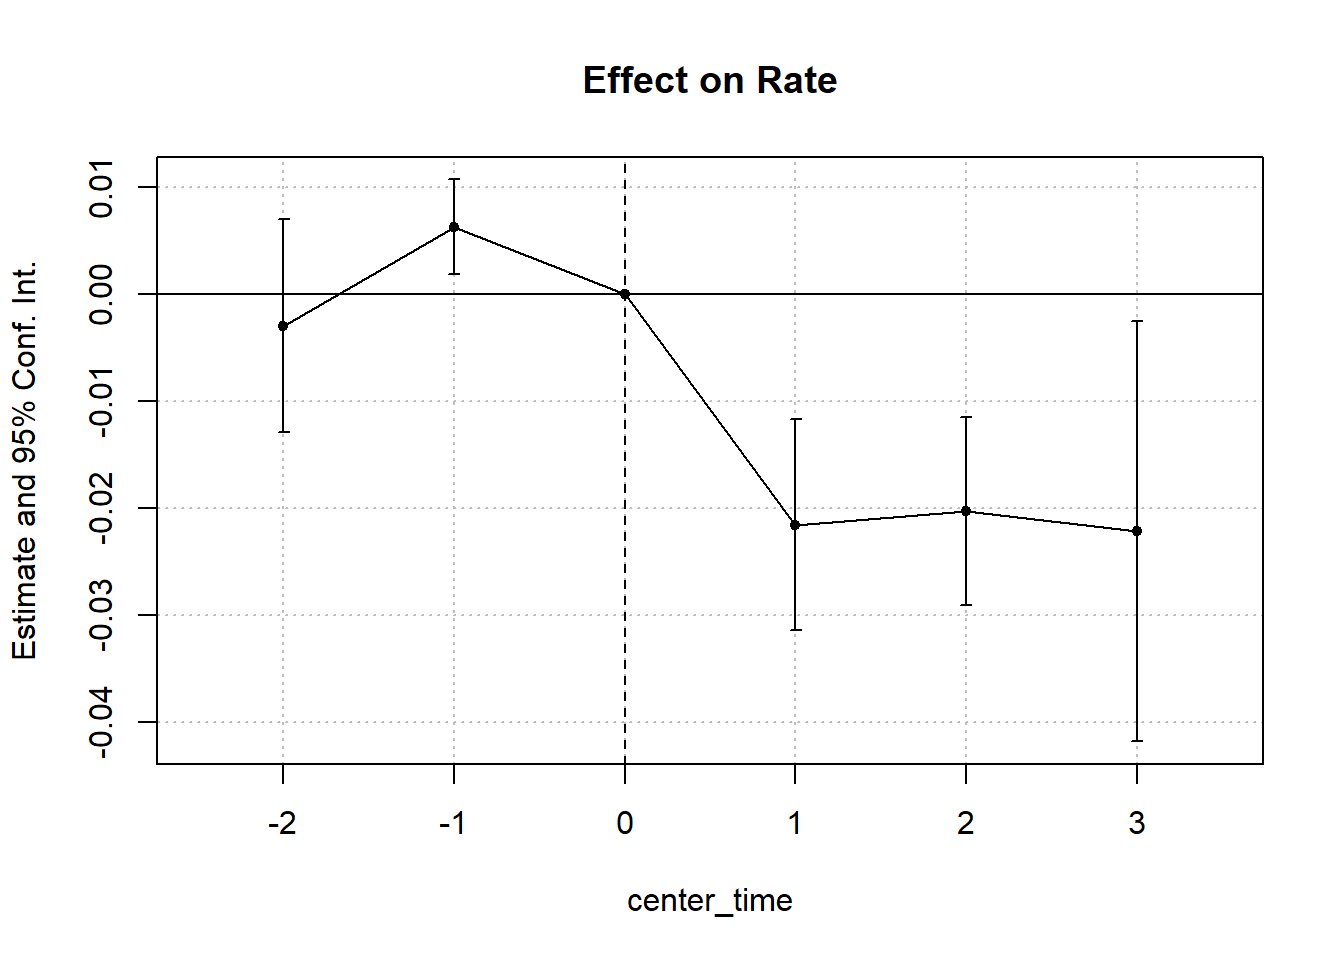 Effect on Rate
Estimate and 95% Conf. Int.
0.01
0.00
-0.01
-0.02
-0.03
-0.04
-2 -1 0 1 2 3
center_time